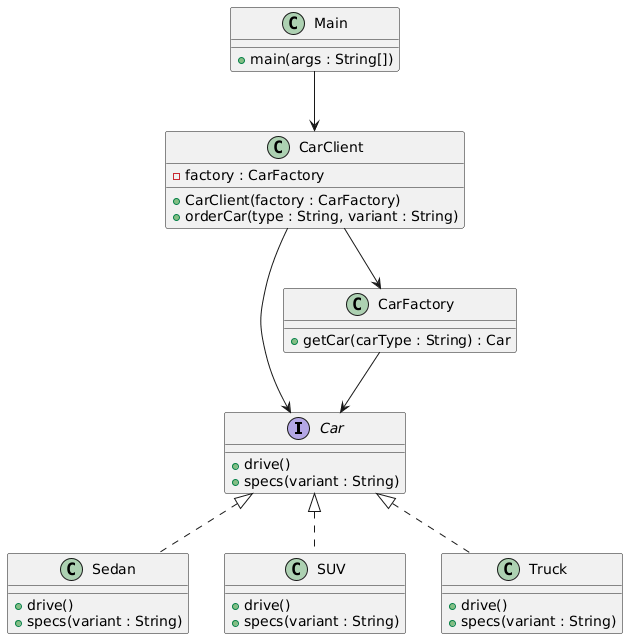 C Main
main(args : String[])
C CarClient
factory : CarFactory
CarClient(factory : CarFactory)
orderCar(type : String, variant : String)
C CarFactory
getCar(carType : String) : Car
I Car
drive()
specs(variant : String)
C Sedan
drive()
specs(variant : String)
C SUV
drive()
specs(variant : String)
C Truck
drive()
specs(variant : String)